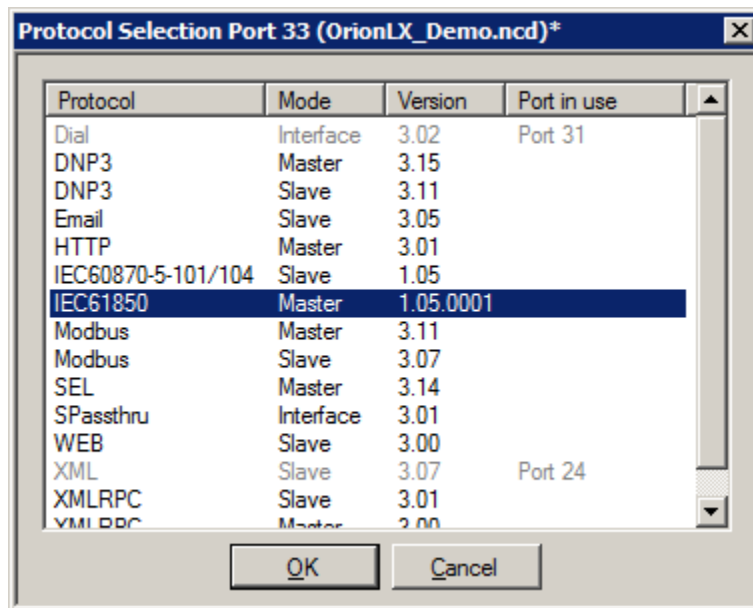 Protocol Selection Port 33 (OrionLX_Demo.ncd)*
Protocol Mode Version Port in use
Dial Interface 3.02 Port 31
DNP3 Master 3.15
DNP3 Slave 3.11
Email Slave 3.05
HTTP Master 3.01
IEC60870-5-101/104 Slave 1.05
IEC61850 Master 1.05.0001
Modbus Master 3.11
Modbus Slave 3.07
SEL Master 3.14
SPassthru Interface 3.01
WEB Slave 3.00
XML Slave 3.07 Port 24
XMLRPC Slave 3.01
XMLRPC Master 3.00
OK Cancel